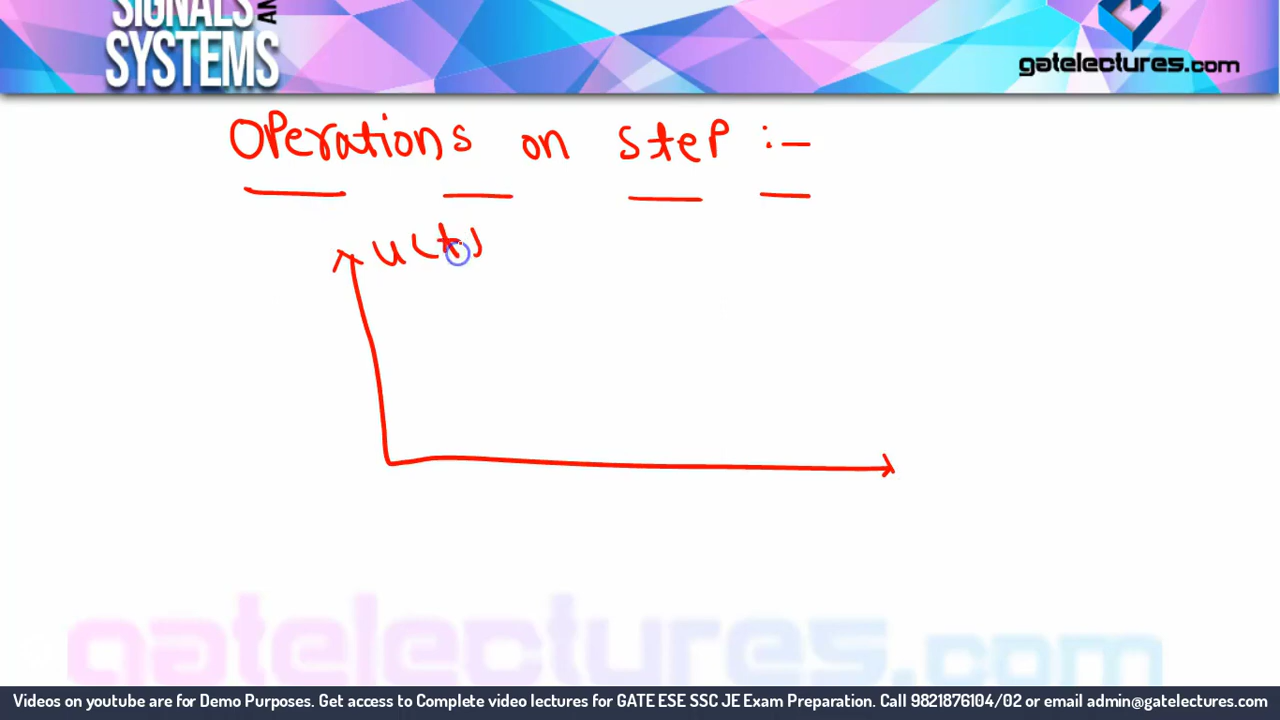 SIGNALS AND
SYSTEMS
gatelectures.com
Operations on step :-
u(t)
gatelectures.com
Videos on youtube are for Demo Purposes. Get access to Complete video lectures for GATE ESE SSC JE Exam Preparation. Call 9821876104/02 or email admin@gatelectures.com